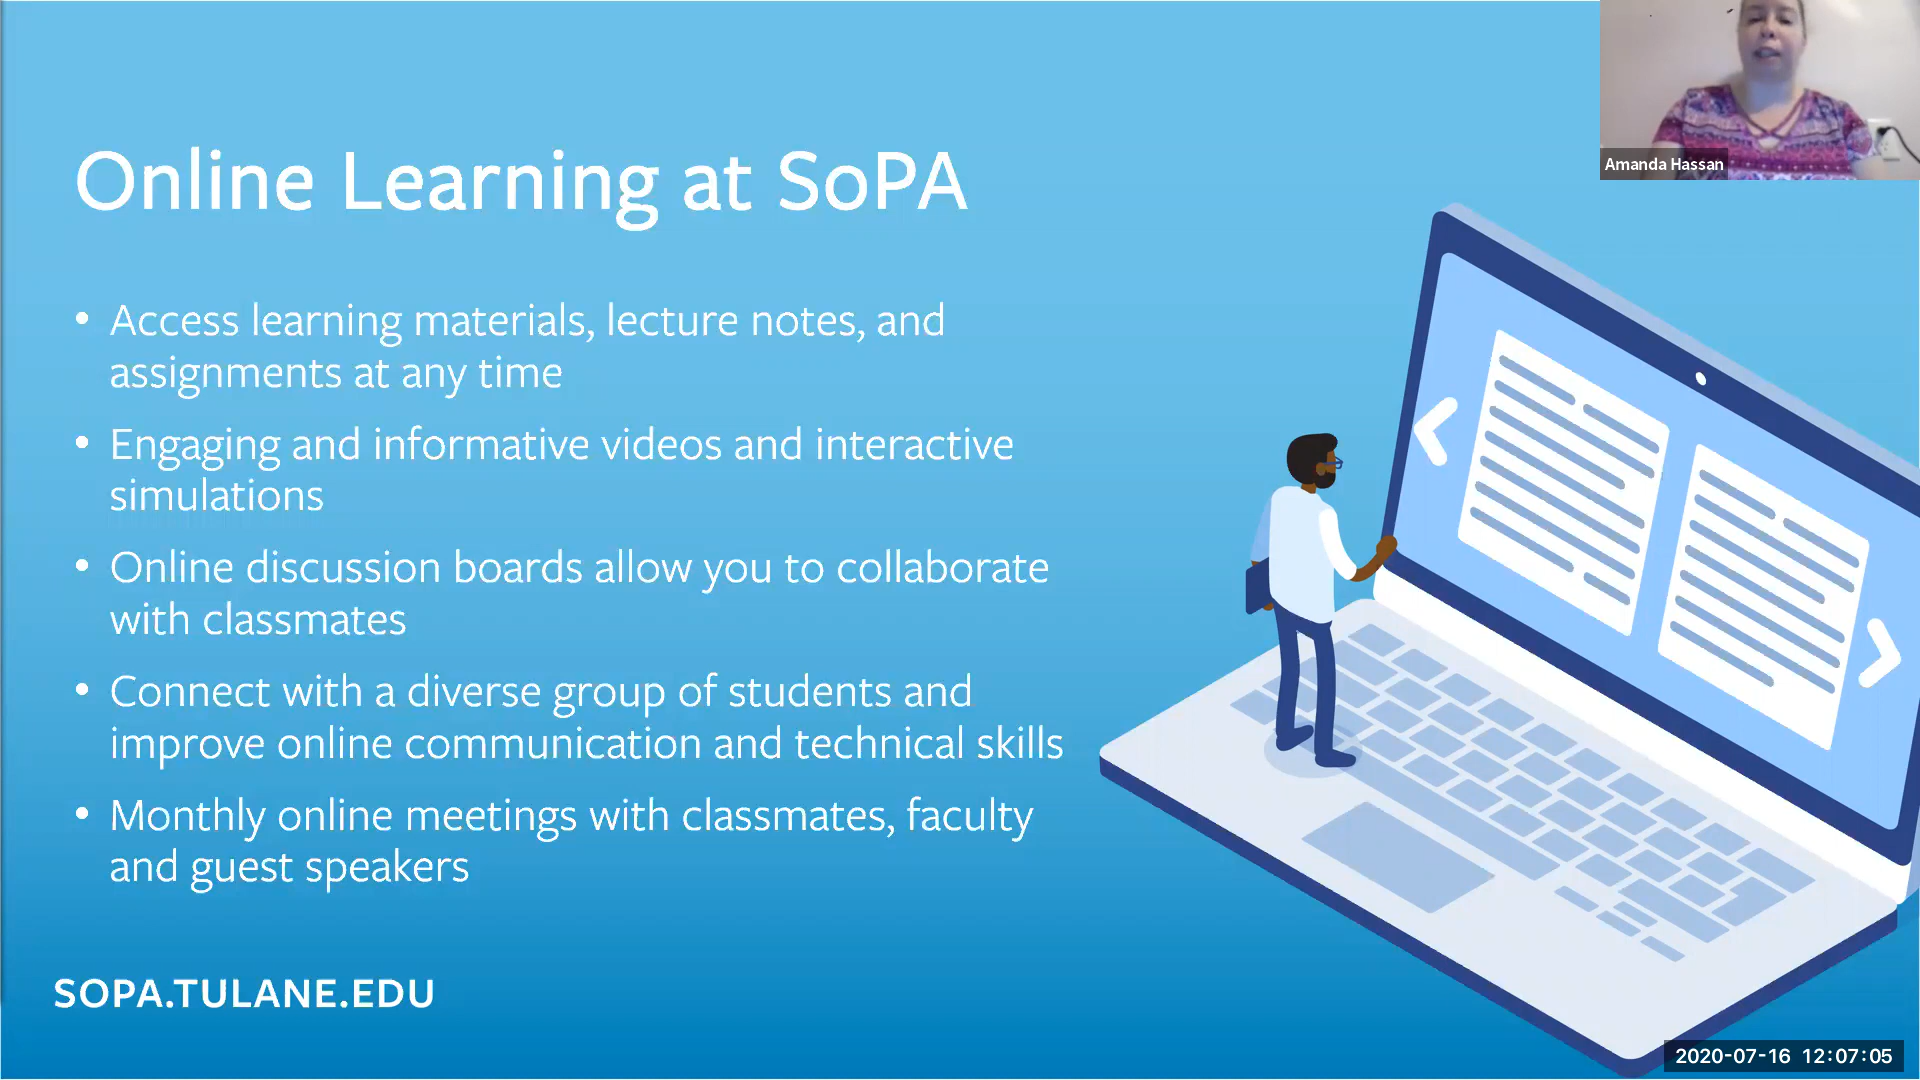 Amanda Hassan
Online Learning at SoPA
• Access learning materials, lecture notes, and
assignments at any time
• Engaging and informative videos and interactive
simulations
• Online discussion boards allow you to collaborate
with classmates
• Connect with a diverse group of students and
improve online communication and technical skills
• Monthly online meetings with classmates, faculty
and guest speakers
SOPA.TULANE.EDU
2020-07-16 12:07:05